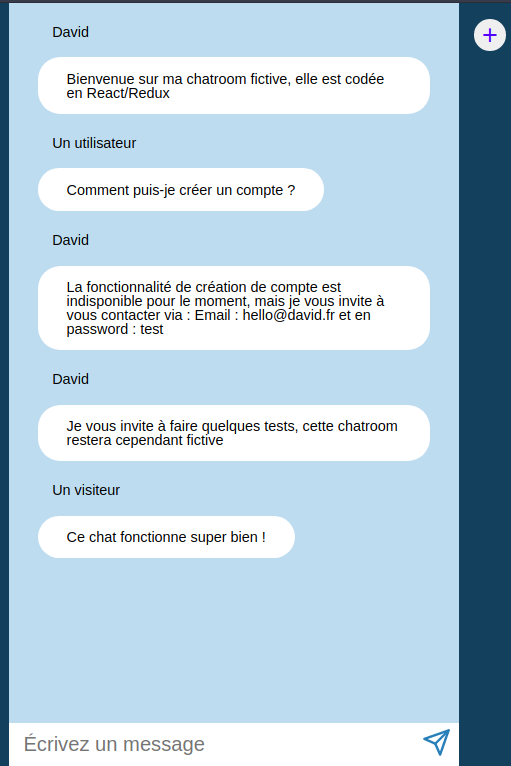 David
Bienvenue sur ma chatroom fictive, elle est codée
en React/Redux
Un utilisateur
Comment puis-je créer un compte ?
David
La fonctionnalité de création de compte est
indisponible pour le moment, mais je vous invite à
vous contacter via : Email : hello@david.fr et en
password : test
David
Je vous invite à faire quelques tests, cette chatroom
restera cependant fictive
Un visiteur
Ce chat fonctionne super bien !
Écrivez un message